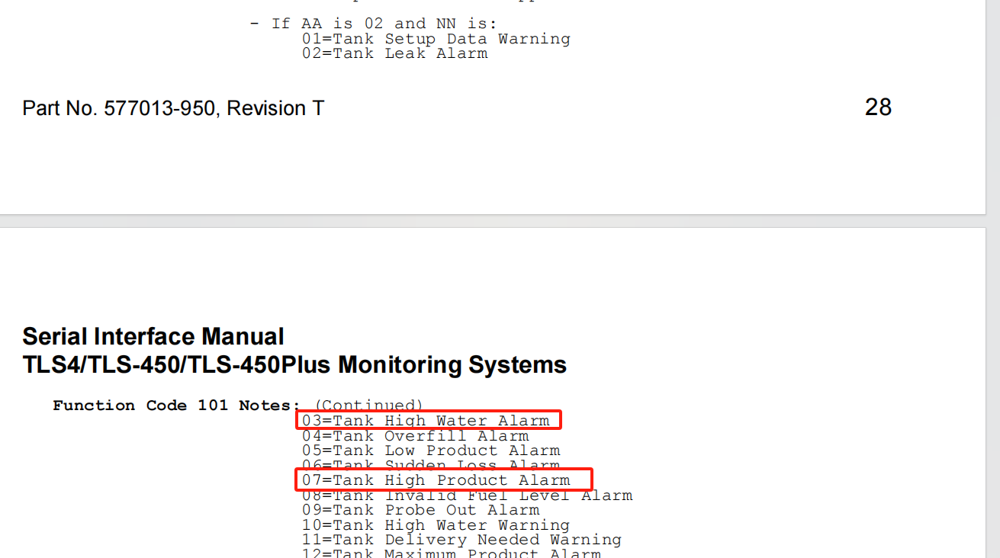 - If AA is 02 and NN is:
01=Tank Setup Data Warning
02=Tank Leak Alarm
Part No. 577013-950, Revision T
28
Serial Interface Manual
TLS4/TLS-450/TLS-450Plus Monitoring Systems
Function Code 101 Notes: (Continued)
03=Tank High Water Alarm
04=Tank Overfill Alarm
05=Tank Low Product Alarm
06=Tank Sudden Loss Alarm
07=Tank High Product Alarm
08=Tank Invalid Fuel Level Alarm
09=Tank Probe Out Alarm
10=Tank High Water Warning
11=Tank Delivery Needed Warning
12=Tank Maximum Product Alarm